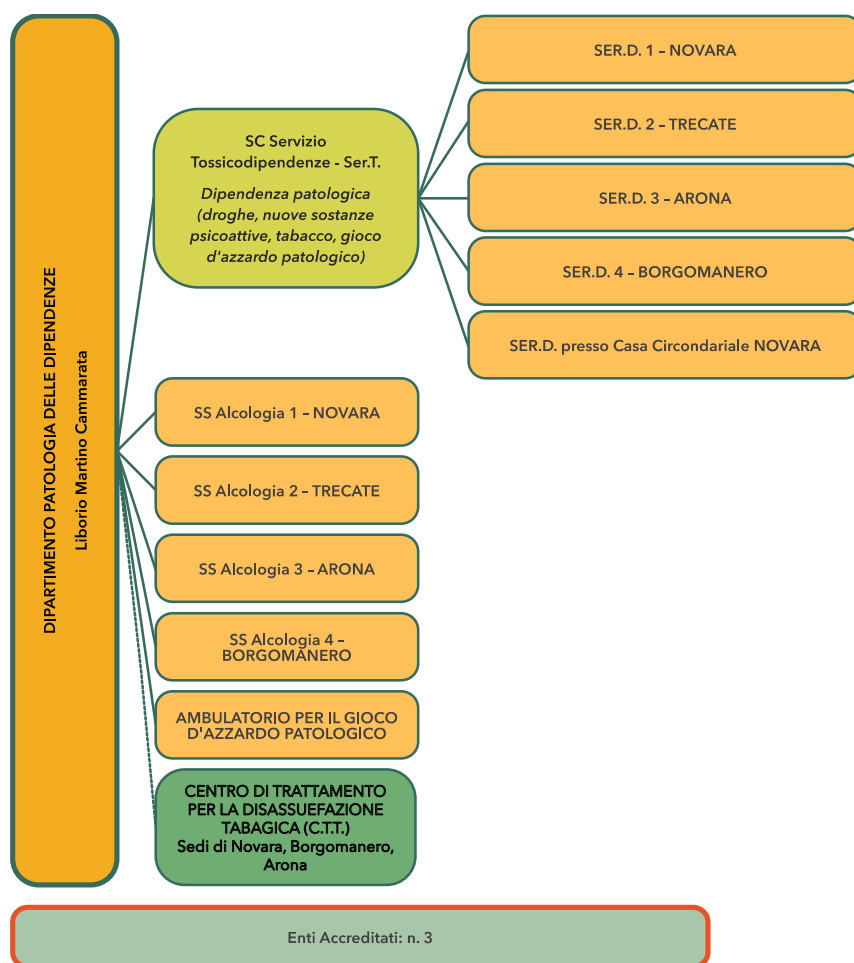 DIPARTIMENTO PATOLOGIA DELLE DIPENDENZE
Liborio Martino Cammarata
SC Servizio
Tossicodipendenze - Ser.T.
Dipendenza patologica
(droghe, nuove sostanze
psicoattive, tabacco, gioco
d'azzardo patologico)
SER.D. 1 – NOVARA
SER.D. 2 – TRECATE
SER.D. 3 – ARONA
SER.D. 4 – BORGOMANERO
SER.D. presso Casa Circondariale NOVARA
SS Alcologia 1 – NOVARA
SS Alcologia 2 – TRECATE
SS Alcologia 3 – ARONA
SS Alcologia 4 –
BORGOMANERO
AMBULATORIO PER IL GIOCO
D'AZZARDO PATOLOGICO
CENTRO DI TRATTAMENTO
PER LA DISASSUEFAZIONE
TABAGICA (C.T.T.)
Sedi di Novara, Borgomanero,
Arona
Enti Accreditati: n. 3